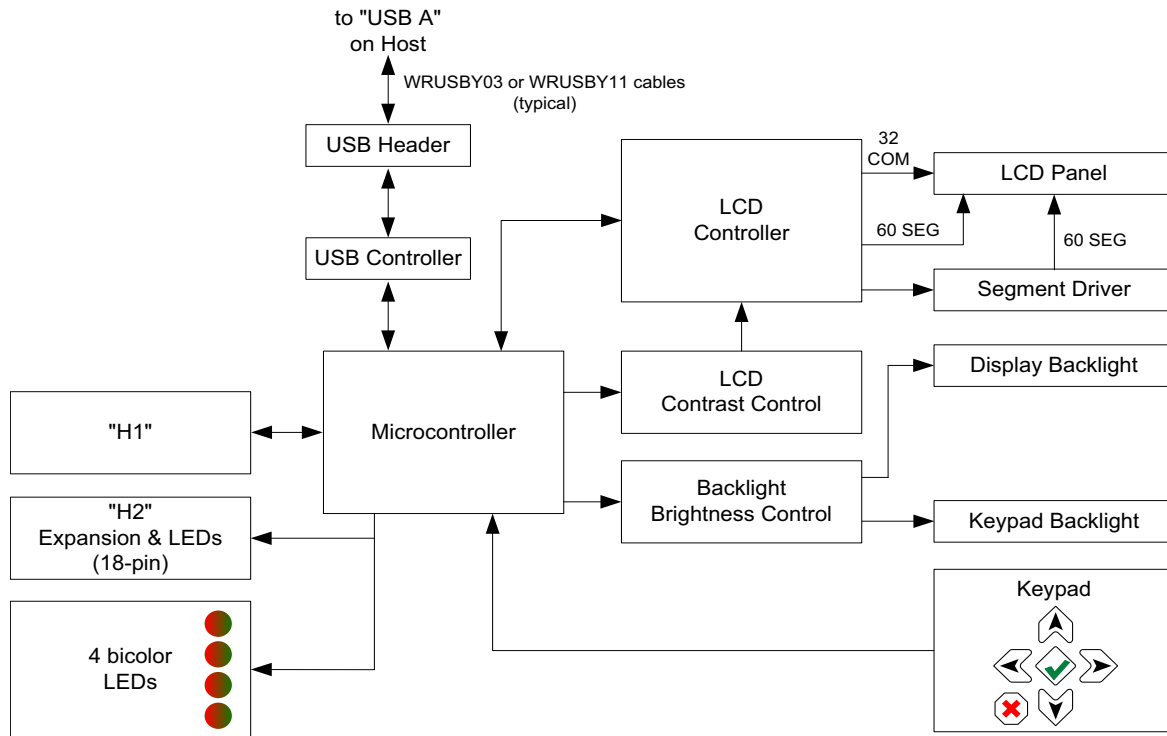 to "USB A"
on Host
WRUSBY03 or WRUSBY11 cables
(typical)
USB Header
USB Controller
Microcontroller
LCD
Controller
32
COM
60 SEG
LCD Panel
60 SEG
Segment Driver
LCD
Contrast Control
Display Backlight
Backlight
Brightness Control
Keypad Backlight
"H1"
"H2"
Expansion & LEDs
(18-pin)
4 bicolor
LEDs
Keypad